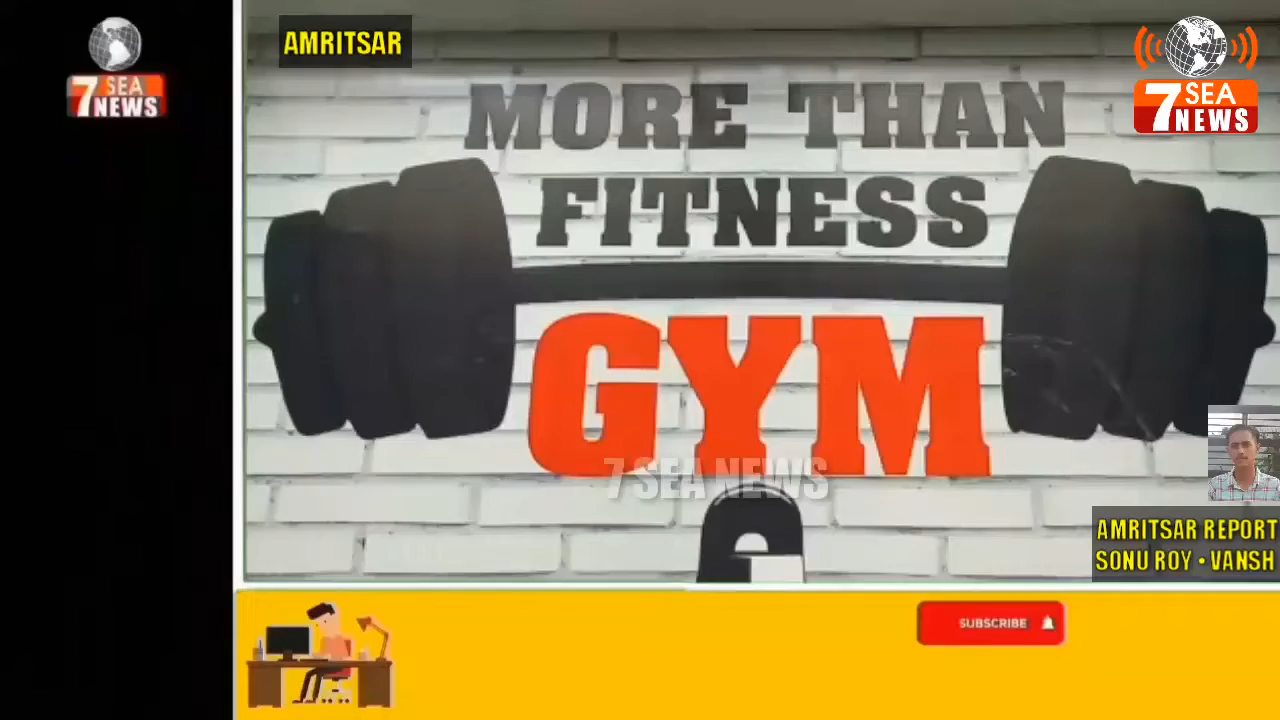 7 SEA
NEWS
AMRITSAR
7 SEA
NEWS
MORE THAN
FITNESS
GYM
7 SEA NEWS
AMRITSAR REPORT
SONU ROY • VANSH
SUBSCRIBE